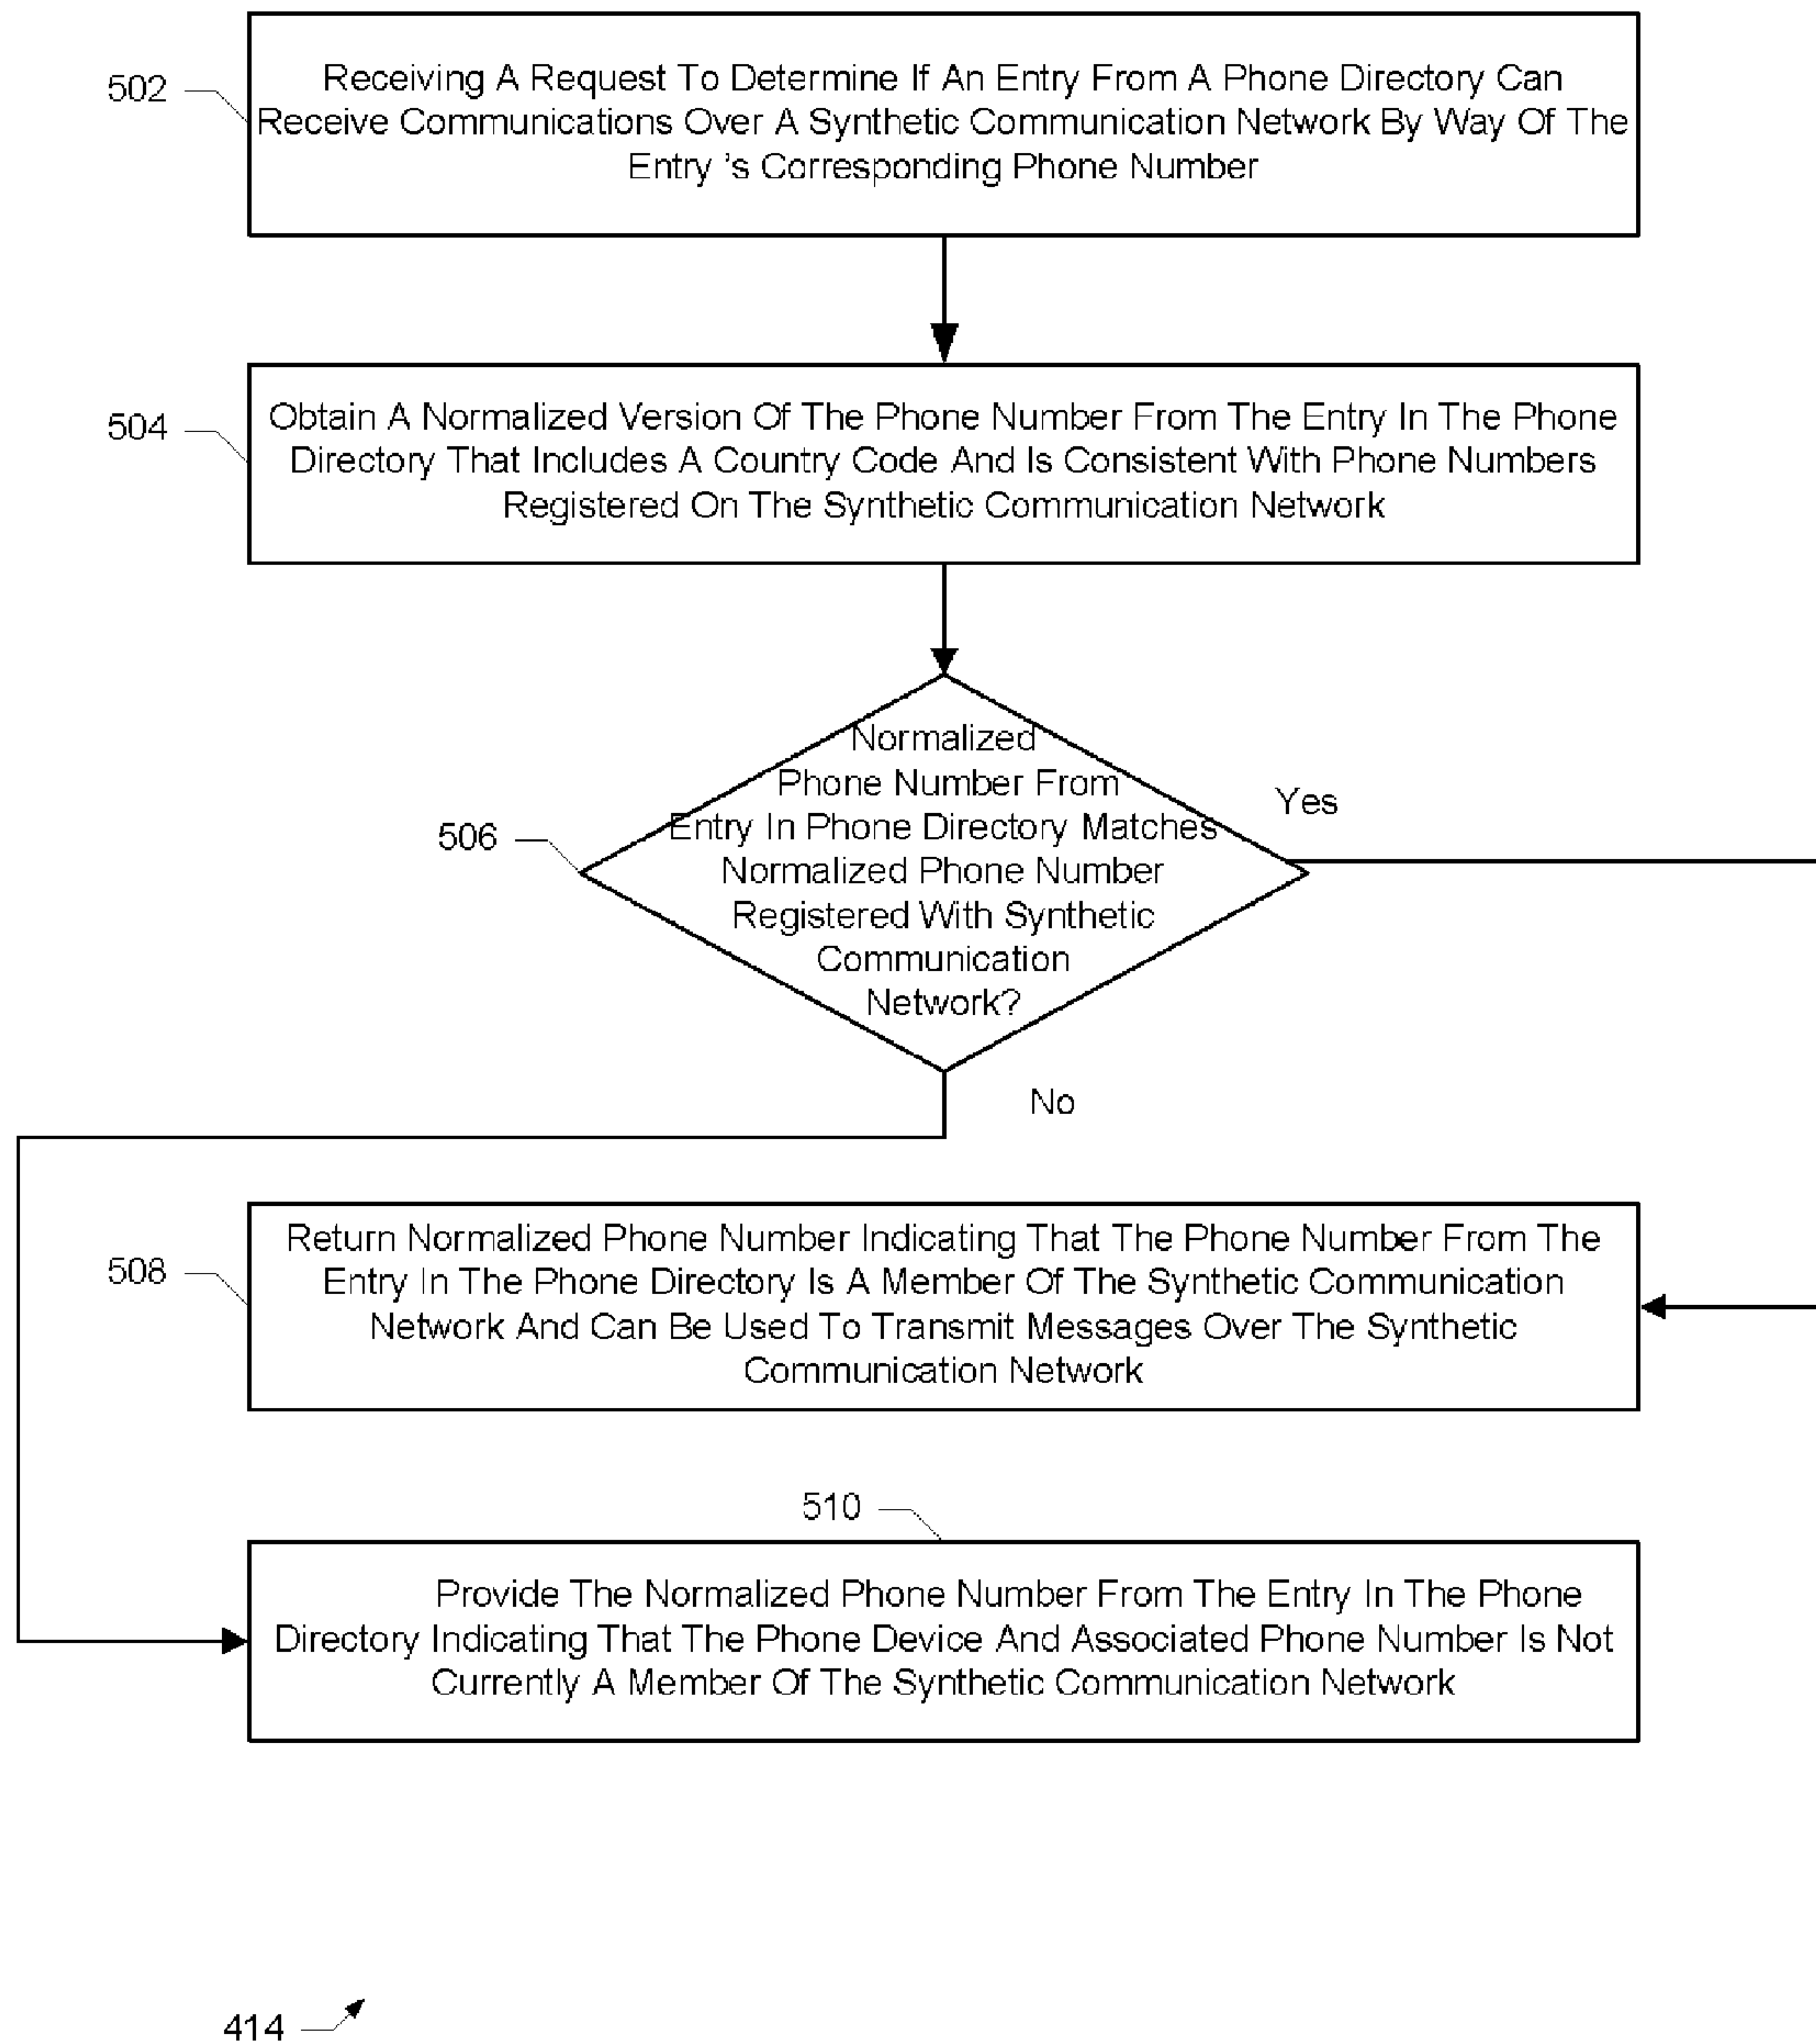 502
Receiving A Request To Determine If An Entry From A Phone Directory Can
Receive Communications Over A Synthetic Communication Network By Way Of The
Entry 's Corresponding Phone Number
504
Obtain A Normalized Version Of The Phone Number From The Entry In The Phone
Directory That Includes A Country Code And Is Consistent With Phone Numbers
Registered On The Synthetic Communication Network
506
Normalized
Phone Number From
Entry In Phone Directory Matches
Normalized Phone Number
Registered With Synthetic
Communication
Network?
Yes
No
508
Return Normalized Phone Number Indicating That The Phone Number From The
Entry In The Phone Directory Is A Member Of The Synthetic Communication
Network And Can Be Used To Transmit Messages Over The Synthetic
Communication Network
510
Provide The Normalized Phone Number From The Entry In The Phone
Directory Indicating That The Phone Device And Associated Phone Number Is Not
Currently A Member Of The Synthetic Communication Network
414